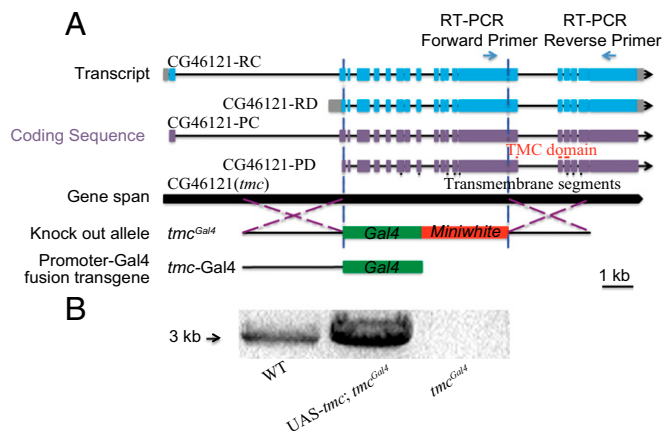 A
RT-PCR
Forward Primer
RT-PCR
Reverse Primer
CG46121-RC
Transcript
CG46121-RD
Coding Sequence
CG46121-PC
TMC domain
CG46121-PD
Transmembrane segments
Gene span
CG46121(tmc)
Knock out allele
tmcGal4
Gal4
Miniwhite
Promoter-Gal4
fusion transgene
tmc-Gal4
Gal4
1 kb
B
3 kb
WT
UAS-tmc; tmcGal4
tmcGal4